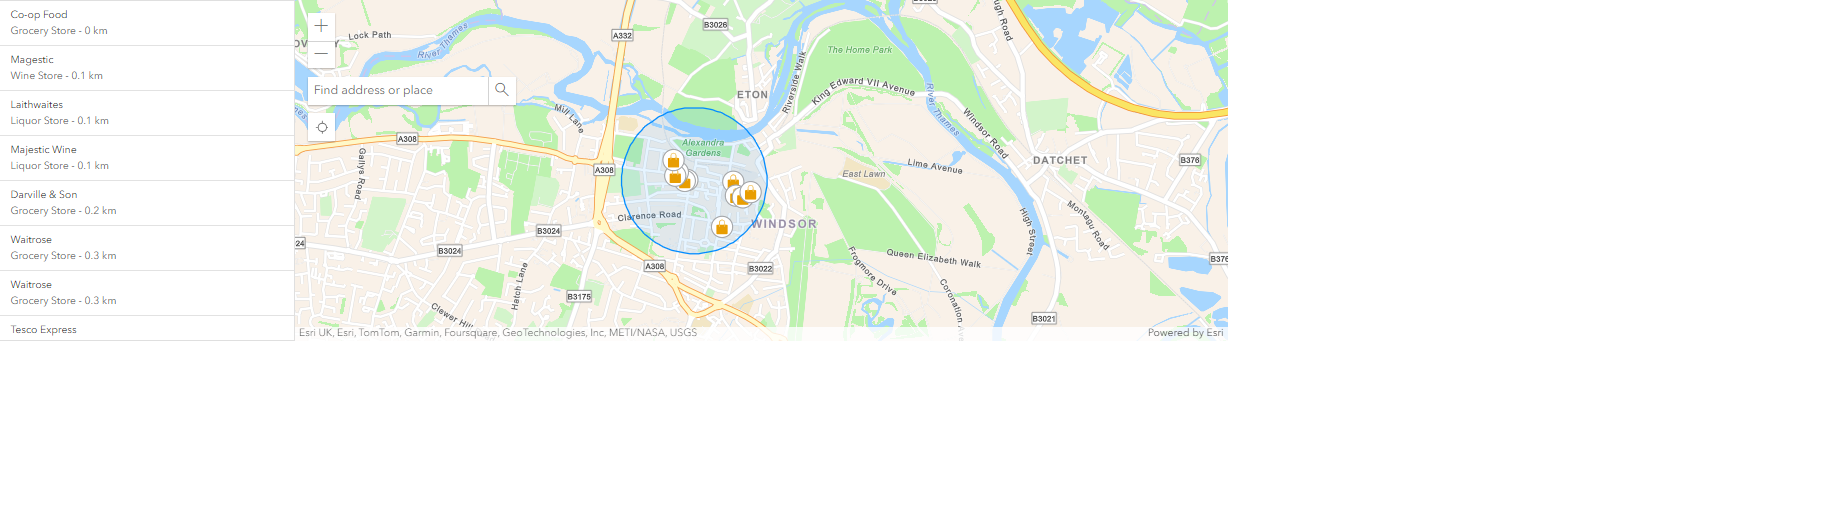 Co-op Food
Grocery Store - 0 km
Magestic
Wine Store - 0.1 km
Laithwaites
Liquor Store - 0.1 km
Majestic Wine
Liquor Store - 0.1 km
Darville & Son
Grocery Store - 0.2 km
Waitrose
Grocery Store - 0.3 km
Waitrose
Grocery Store - 0.3 km
Tesco Express
+
−
Find address or place
Lock Path
River Thames
A332
B3026
The Home Park
ough Road
ETON
Riverside Walk
King Edward VII Avenue
River Thames
Windsor Road
Mill Lane
A308
Gallys Road
A308
Alexandra
Gardens
Lime Avenue
East Lawn
DATCHET
B376
Clarence Road
WINDSOR
High Street
Montagu Road
B3024
B3024
24
A308
B3022
Queen Elizabeth Walk
Frogmore Drive
Hatch Lane
B3175
Coronation A
B376
B3021
Clewer Hill
Esri UK, Esri, TomTom, Garmin, Foursquare, GeoTechnologies, Inc, METI/NASA, USGS
Powered by Esri